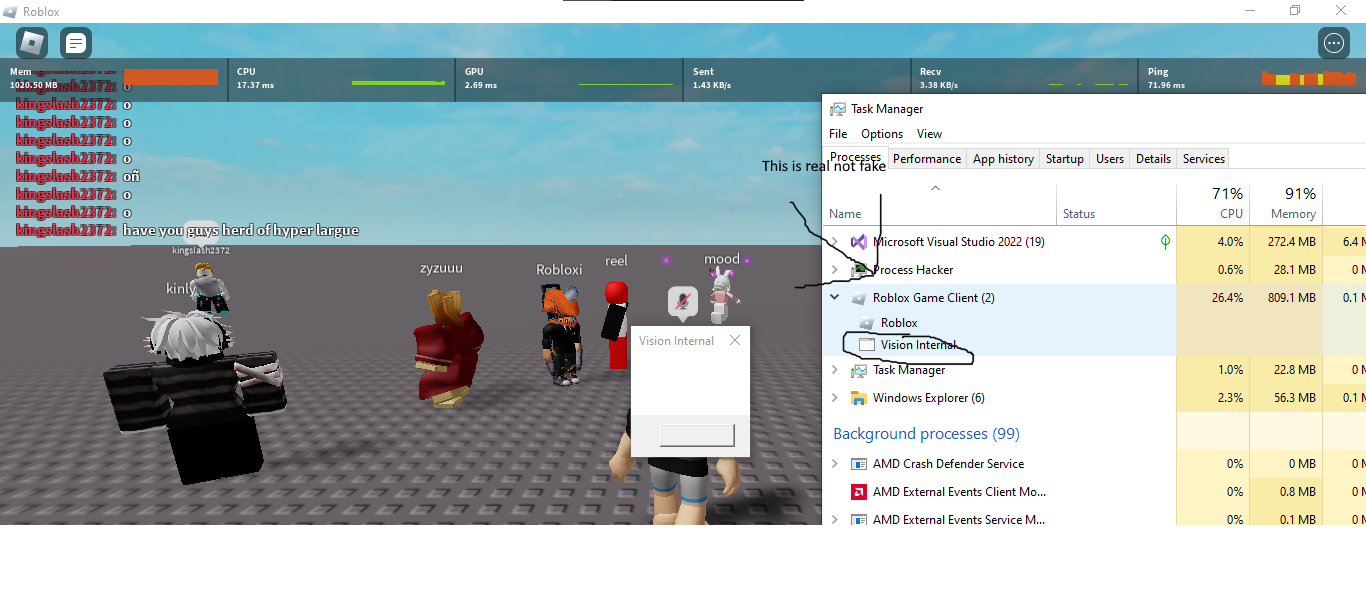 Roblox
Mem
1020.50 MB
CPU
17.37 ms
GPU
2.69 ms
Sent
1.43 KB/s
Recv
3.38 KB/s
Ping
71.96 ms
kingslash2372:
kingslash2372: o
kingslash2372: o
kingslash2372: o
kingslash2372: o
kingslash2372: o
kingslash2372: oñ
kingslash2372: o
kingslash2372: o
kingslash2372: have you guys herd of hyper largue
kingslash2372
kinly
zyzuuu
Robloxi
reel
mood
Vision Internal
This is real not fake
Task Manager
File Options View
Processes Performance App history Startup Users Details Services
71% 91%
Name Status CPU Memory
Microsoft Visual Studio 2022 (19) 4.0% 272.4 MB 6.4 M
Process Hacker 0.6% 28.1 MB 0 M
Roblox Game Client (2) 26.4% 809.1 MB 0.1 M
Roblox
Vision Internal
Task Manager 1.0% 22.8 MB 0 M
Windows Explorer (6) 2.3% 56.3 MB 0.1 M
Background processes (99)
AMD Crash Defender Service 0% 0 MB 0 M
AMD External Events Client Mo... 0% 0.8 MB 0 M
AMD External Events Service M... 0% 0.1 MB 0 M